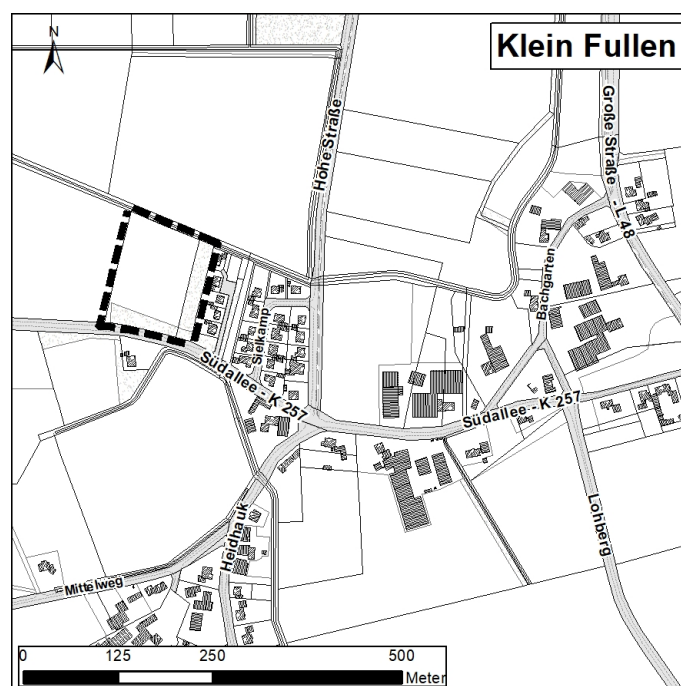 N
Klein Fullen
Hohe Straße
Große Straße - L 48
Bachgarten
Sielkamp
Südallee - K 257
Südallee - K 257
Lohberg
Heidhauk
Mittelweg
0 125 250 500
Meter